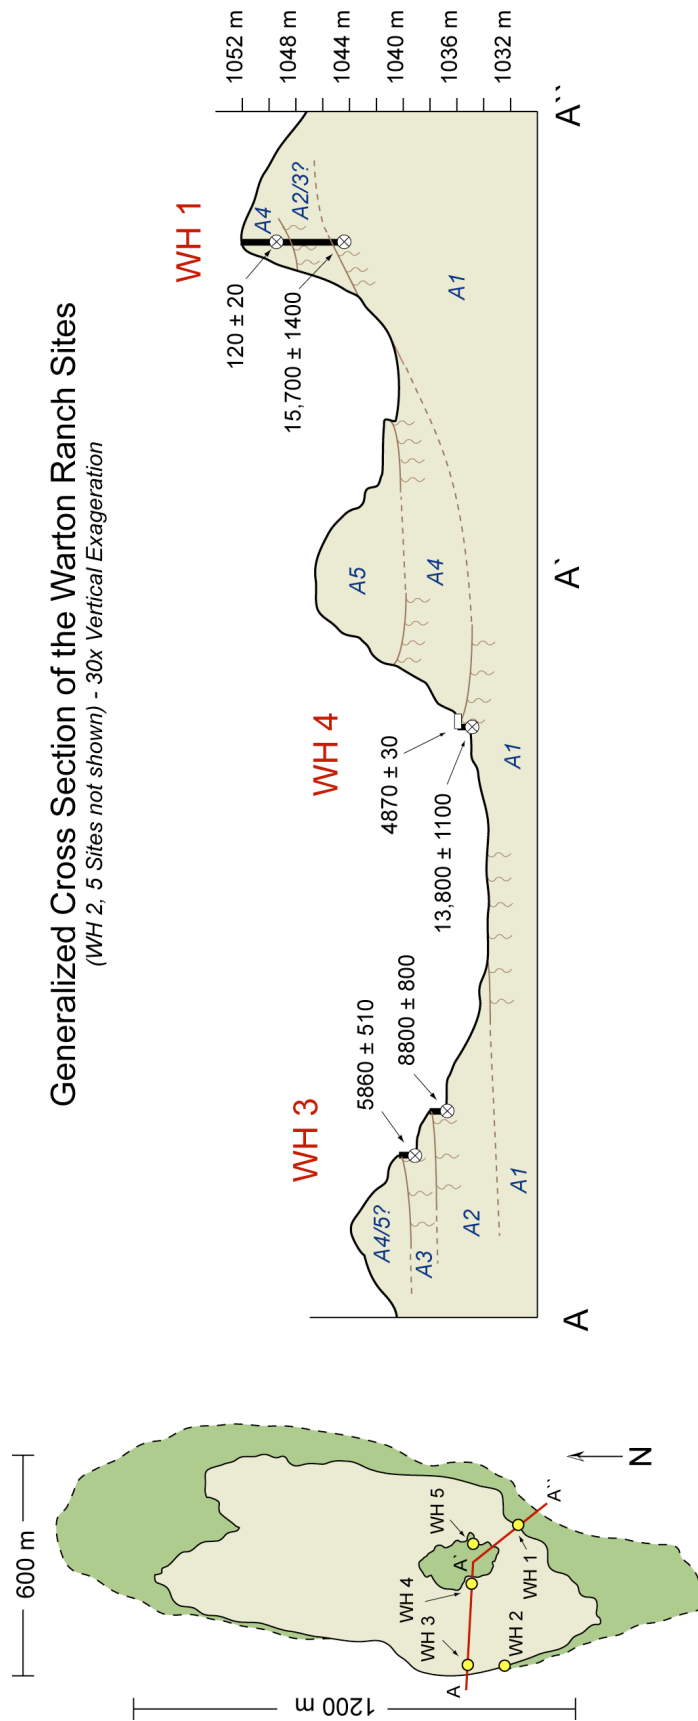 Generalized Cross Section of the Warton Ranch Sites
(WH 2, 5 Sites not shown) - 30x Vertical Exageration
WH 3
WH 4
WH 1
5860 ± 510
8800 ± 800
4870 ± 30
13,800 ± 1100
120 ± 20
15,700 ± 1400
A4/5?
A3
A2
A1
A5
A4
A1
A4
A2/3?
A1
1052 m
1048 m
1044 m
1040 m
1036 m
1032 m
A
A`
A``
600 m
1200 m
N
WH 5
WH 4
WH 3
WH 2
WH 1
A
A`
A``